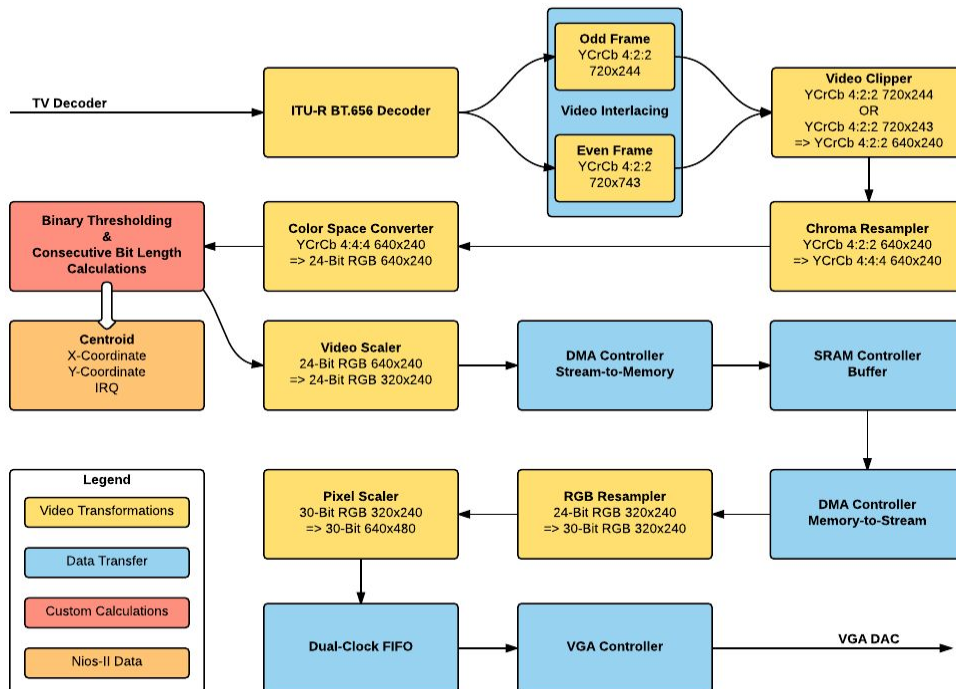 TV Decoder
ITU-R BT.656 Decoder
Odd Frame
YCrCb 4:2:2
720x244
Video Interlacing
Even Frame
YCrCb 4:2:2
720x743
Video Clipper
YCrCb 4:2:2 720x244
OR
YCrCb 4:2:2 720x243
=> YCrCb 4:2:2 640x240
Binary Thresholding
&
Consecutive Bit Length
Calculations
Color Space Converter
YCrCb 4:4:4 640x240
=> 24-Bit RGB 640x240
Chroma Resampler
YCrCb 4:2:2 640x240
=> YCrCb 4:4:4 640x240
Centroid
X-Coordinate
Y-Coordinate
IRQ
Video Scaler
24-Bit RGB 640x240
=> 24-Bit RGB 320x240
DMA Controller
Stream-to-Memory
SRAM Controller
Buffer
Legend
Video Transformations
Data Transfer
Custom Calculations
Nios-II Data
Pixel Scaler
30-Bit RGB 320x240
=> 30-Bit 640x480
RGB Resampler
24-Bit RGB 320x240
=> 30-Bit RGB 320x240
DMA Controller
Memory-to-Stream
Dual-Clock FIFO
VGA Controller
VGA DAC